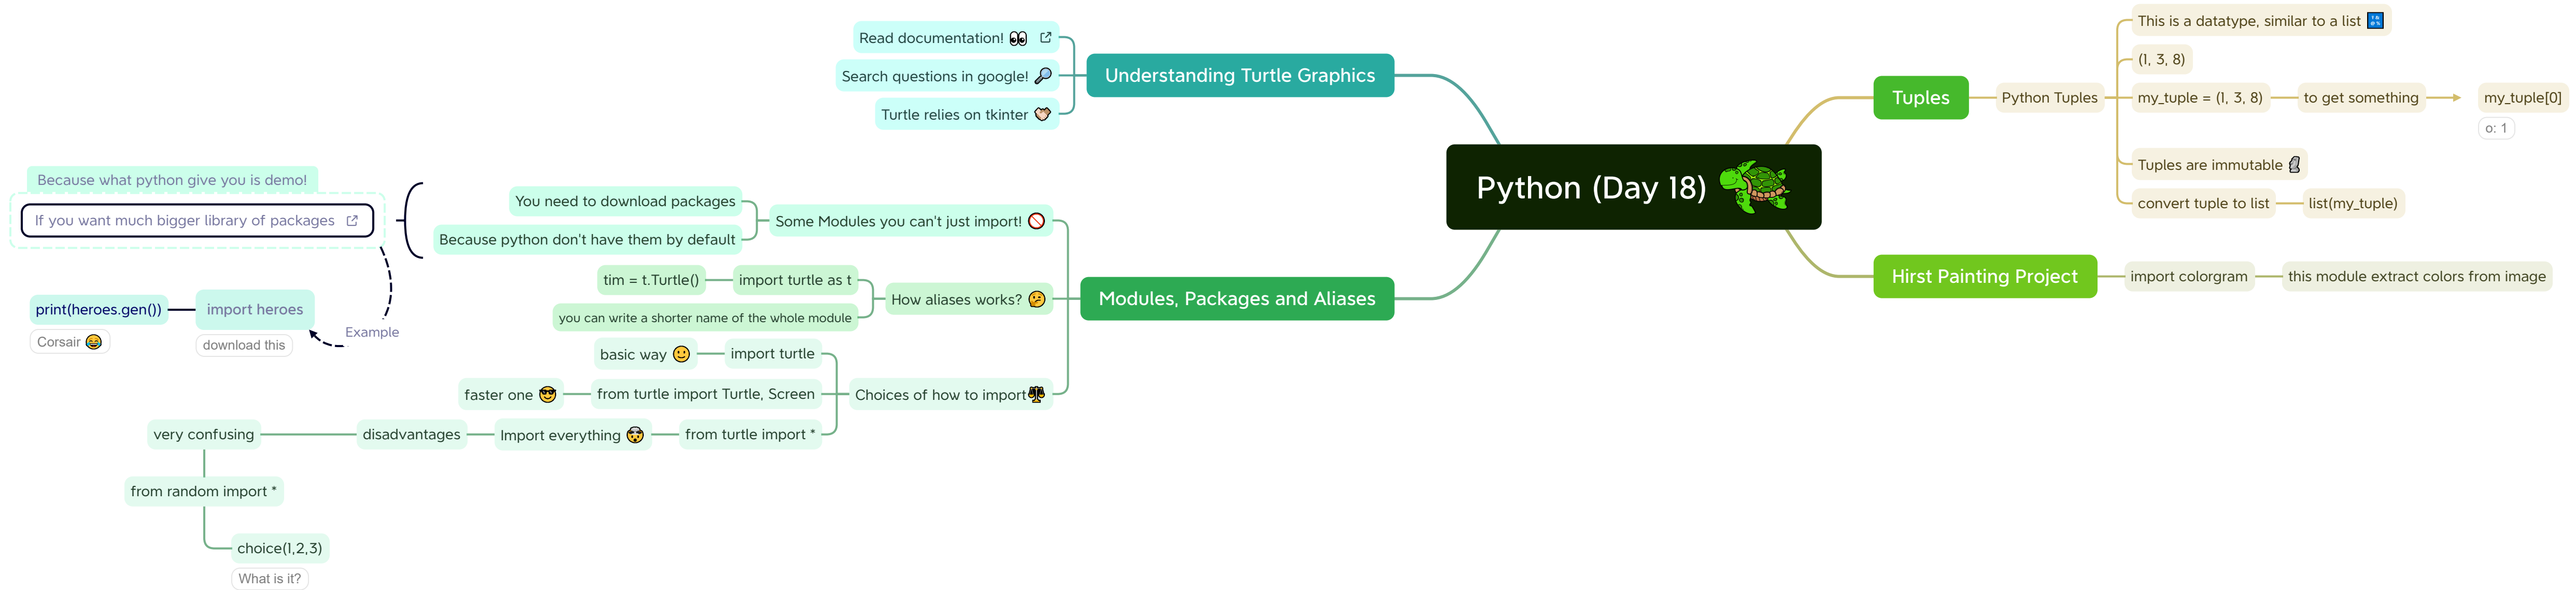 Python (Day 18)
Understanding Turtle Graphics
Read documentation!
Search questions in google!
Turtle relies on tkinter
Modules, Packages and Aliases
Some Modules you can't just import!
You need to download packages
Because python don't have them by default
Because what python give you is demo!
If you want much bigger library of packages
Example
import heroes
download this
print(heroes.gen())
Corsair
How aliases works?
import turtle as t
tim = t.Turtle()
you can write a shorter name of the whole module
Choices of how to import
import turtle
basic way
from turtle import Turtle, Screen
faster one
from turtle import *
Import everything
disadvantages
very confusing
from random import *
choice(1,2,3)
What is it?
Tuples
Python Tuples
This is a datatype, similar to a list
(1, 3, 8)
my_tuple = (1, 3, 8)
to get something
my_tuple[0]
o: 1
Tuples are immutable
convert tuple to list
list(my_tuple)
Hirst Painting Project
import colorgram
this module extract colors from image